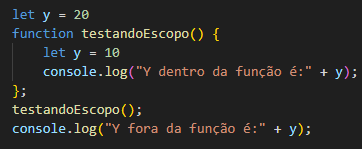 let y = 20
function testandoEscopo() {
    let y = 10
    console.log("Y dentro da função é:" + y);
};
testandoEscopo();
console.log("Y fora da função é:" + y);